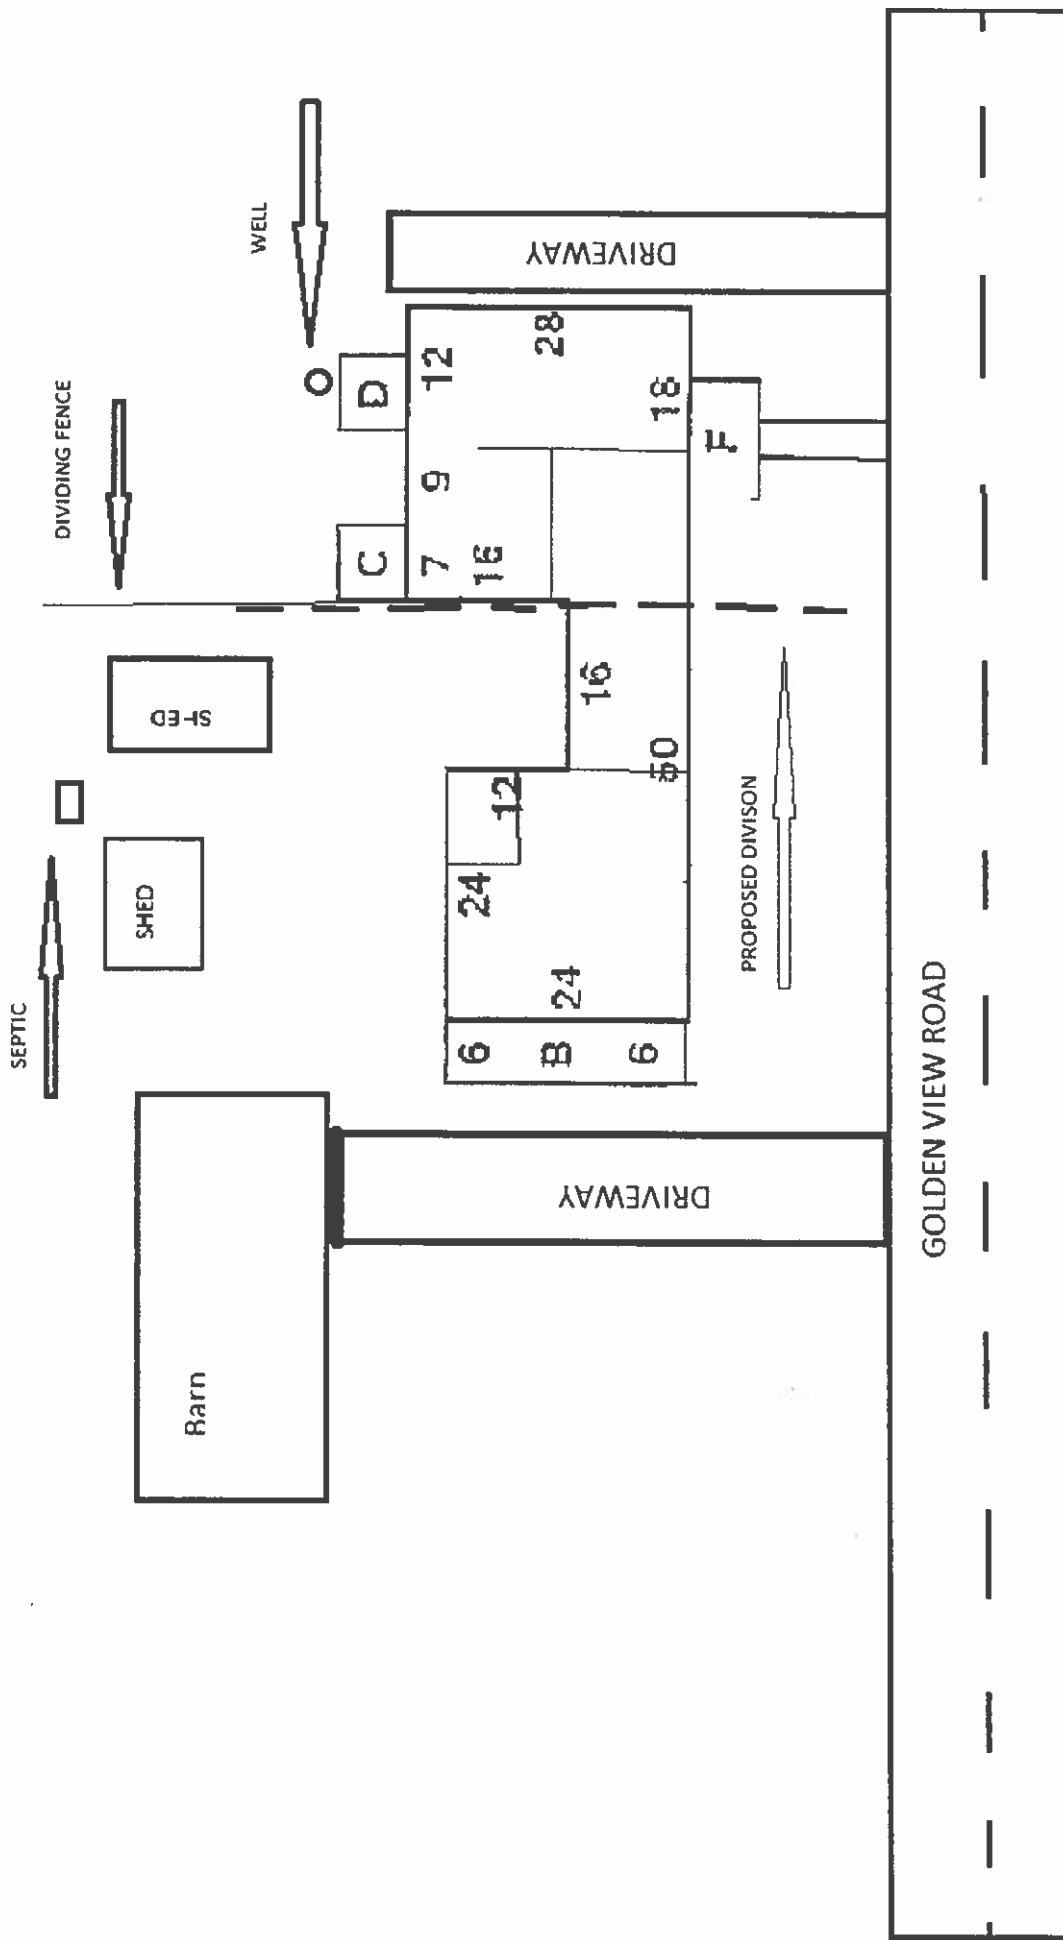 SEPTIC
DIVIDING FENCE
WELL
SHED
SHED
Barn
C
D
7
9
12
16
28
18
F.
24
12
16
24
6
B
6
DRIVEWAY
DRIVEWAY
PROPOSED DIVISON
GOLDEN VIEW ROAD